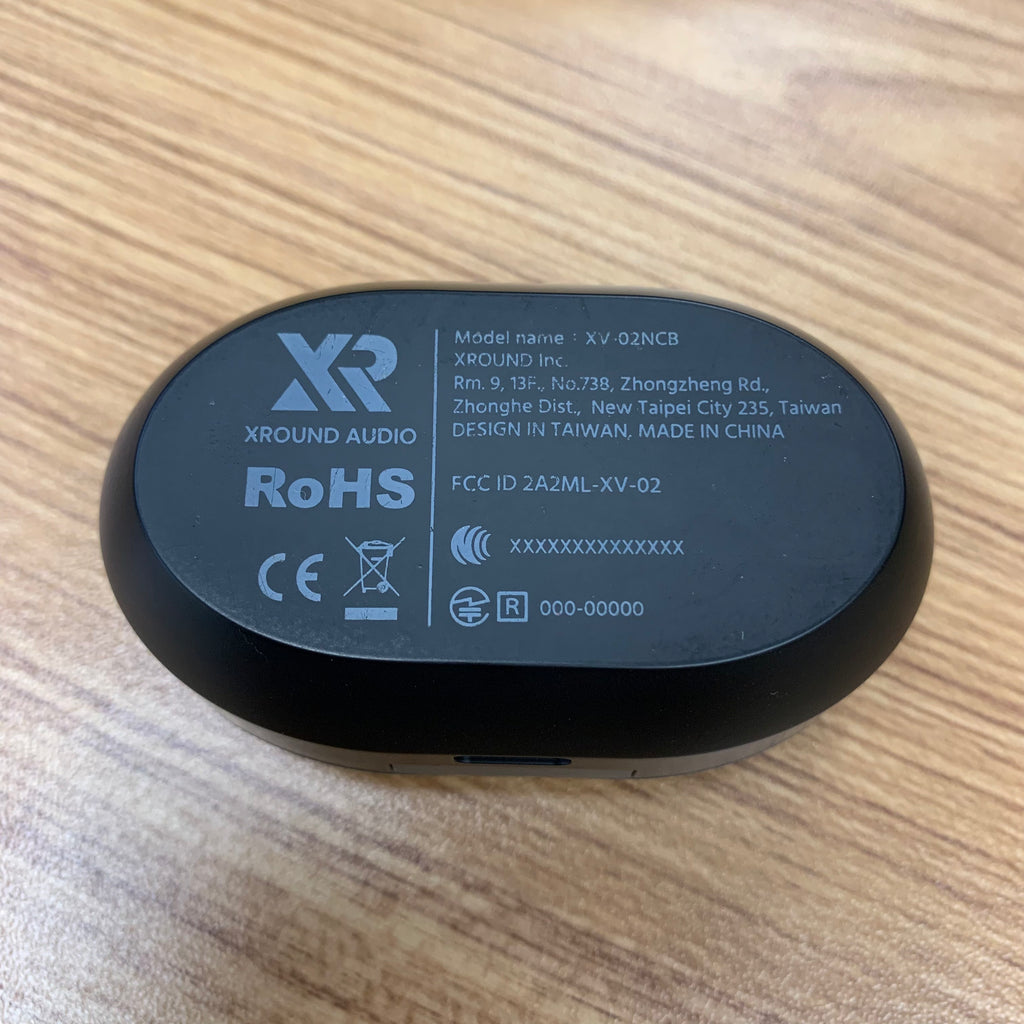 XR
XROUND AUDIO
RoHS
CE
Model name : XV-02NCB
XROUND Inc.
Rm. 9, 13F., No.738, Zhongzheng Rd.,
Zhonghe Dist., New Taipei City 235, Taiwan
DESIGN IN TAIWAN, MADE IN CHINA
FCC ID 2A2ML-XV-02
XXXXXXXXXXXXXX
R 000-00000